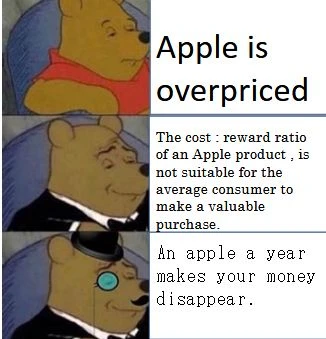 Apple is
overpriced
The cost : reward ratio
of an Apple product , is
not suitable for the
average consumer to
make a valuable
purchase.
An apple a year
makes your money
disappear.